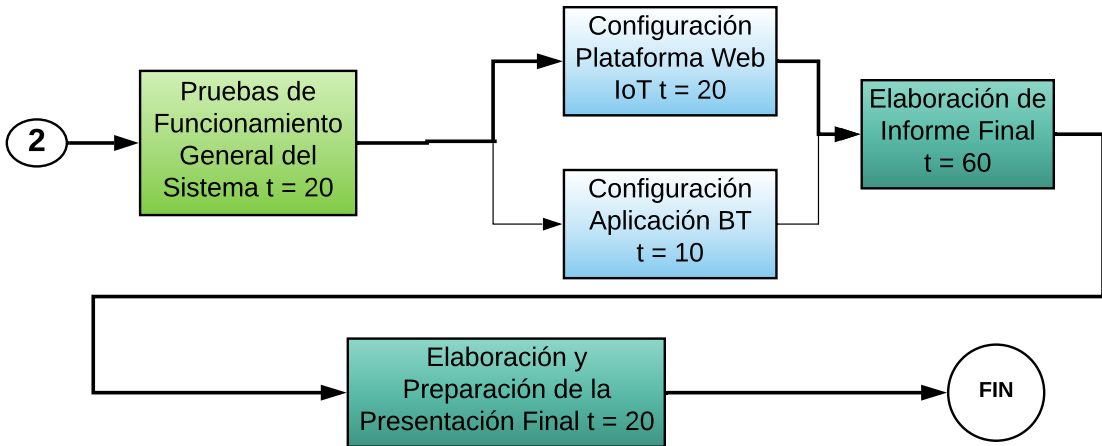 2
Pruebas de
Funcionamiento
General del
Sistema t = 20
Configuración
Plataforma Web
IoT t = 20
Configuración
Aplicación BT
t = 10
Elaboración de
Informe Final
t = 60
Elaboración y
Preparación de la
Presentación Final t = 20
FIN